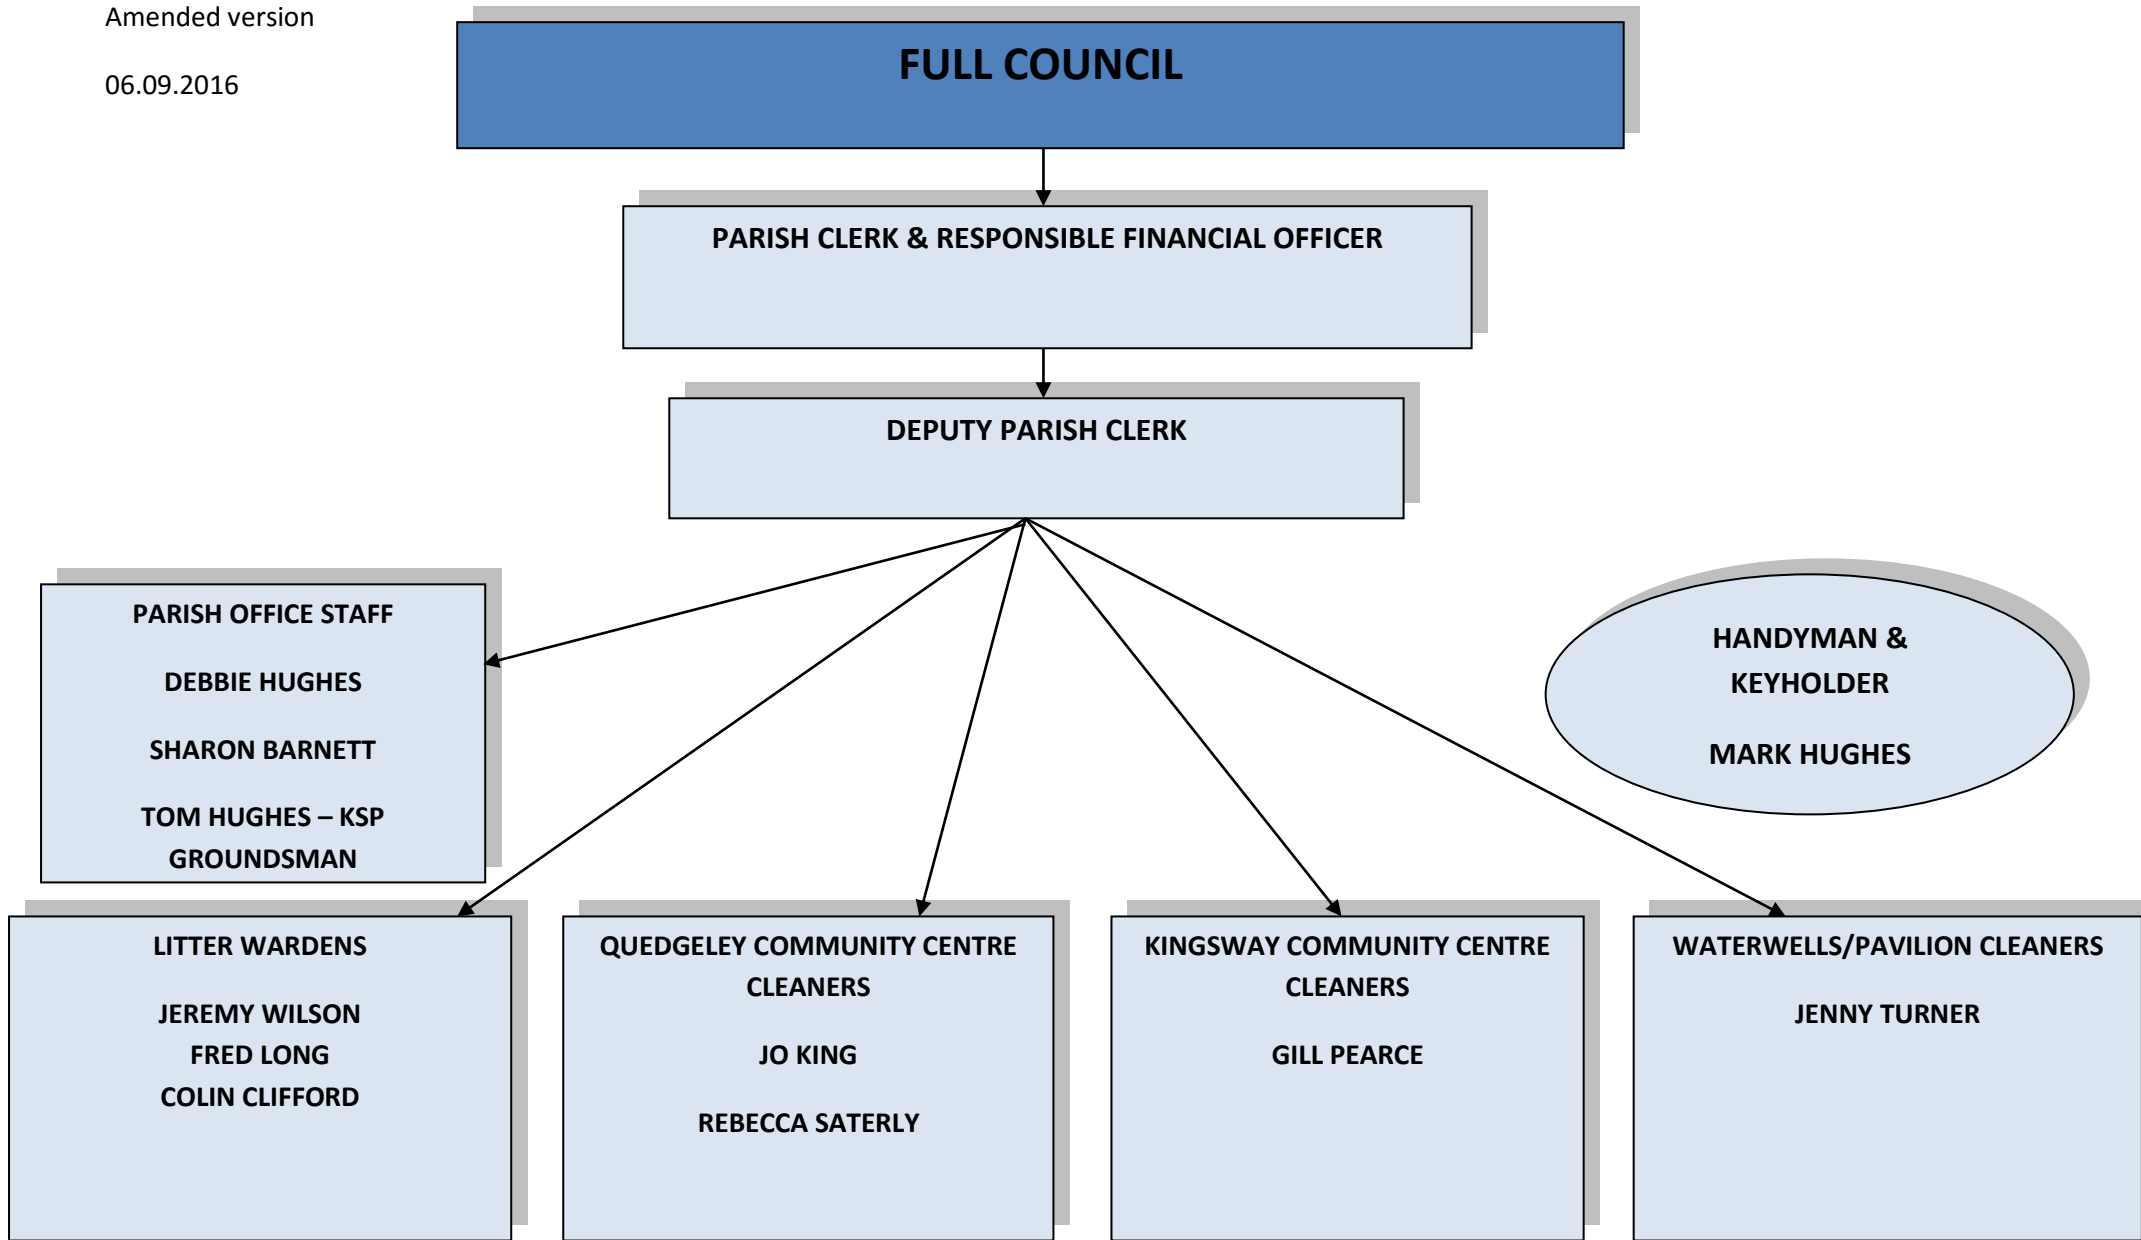 Amended version
06.09.2016
FULL COUNCIL
PARISH CLERK & RESPONSIBLE FINANCIAL OFFICER
DEPUTY PARISH CLERK
PARISH OFFICE STAFF
DEBBIE HUGHES
SHARON BARNETT
TOM HUGHES – KSP
GROUNDSMAN
HANDYMAN &
KEYHOLDER
MARK HUGHES
LITTER WARDENS
JEREMY WILSON
FRED LONG
COLIN CLIFFORD
QUEDGELEY COMMUNITY CENTRE
CLEANERS
JO KING
REBECCA SATERLY
KINGSWAY COMMUNITY CENTRE
CLEANERS
GILL PEARCE
WATERWELLS/PAVILION CLEANERS
JENNY TURNER